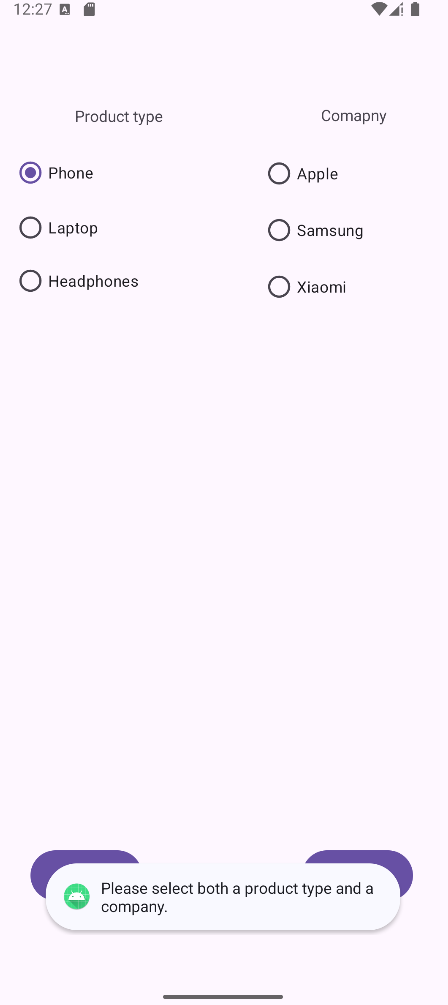 12:27
Product type
Comapny
Phone
Apple
Laptop
Samsung
Headphones
Xiaomi
Please select both a product type and a
company.